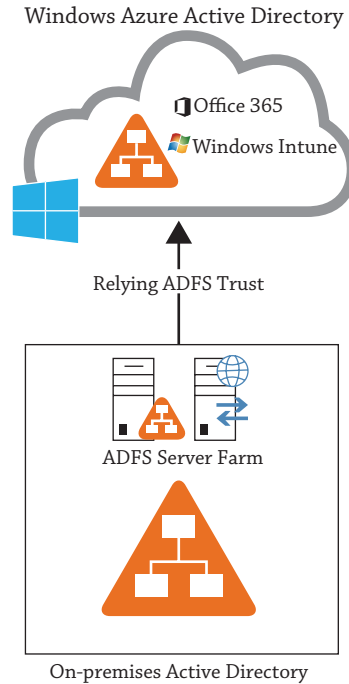 Windows Azure Active Directory
Office 365
Windows Intune
Relying ADFS Trust
ADFS Server Farm
On-premises Active Directory